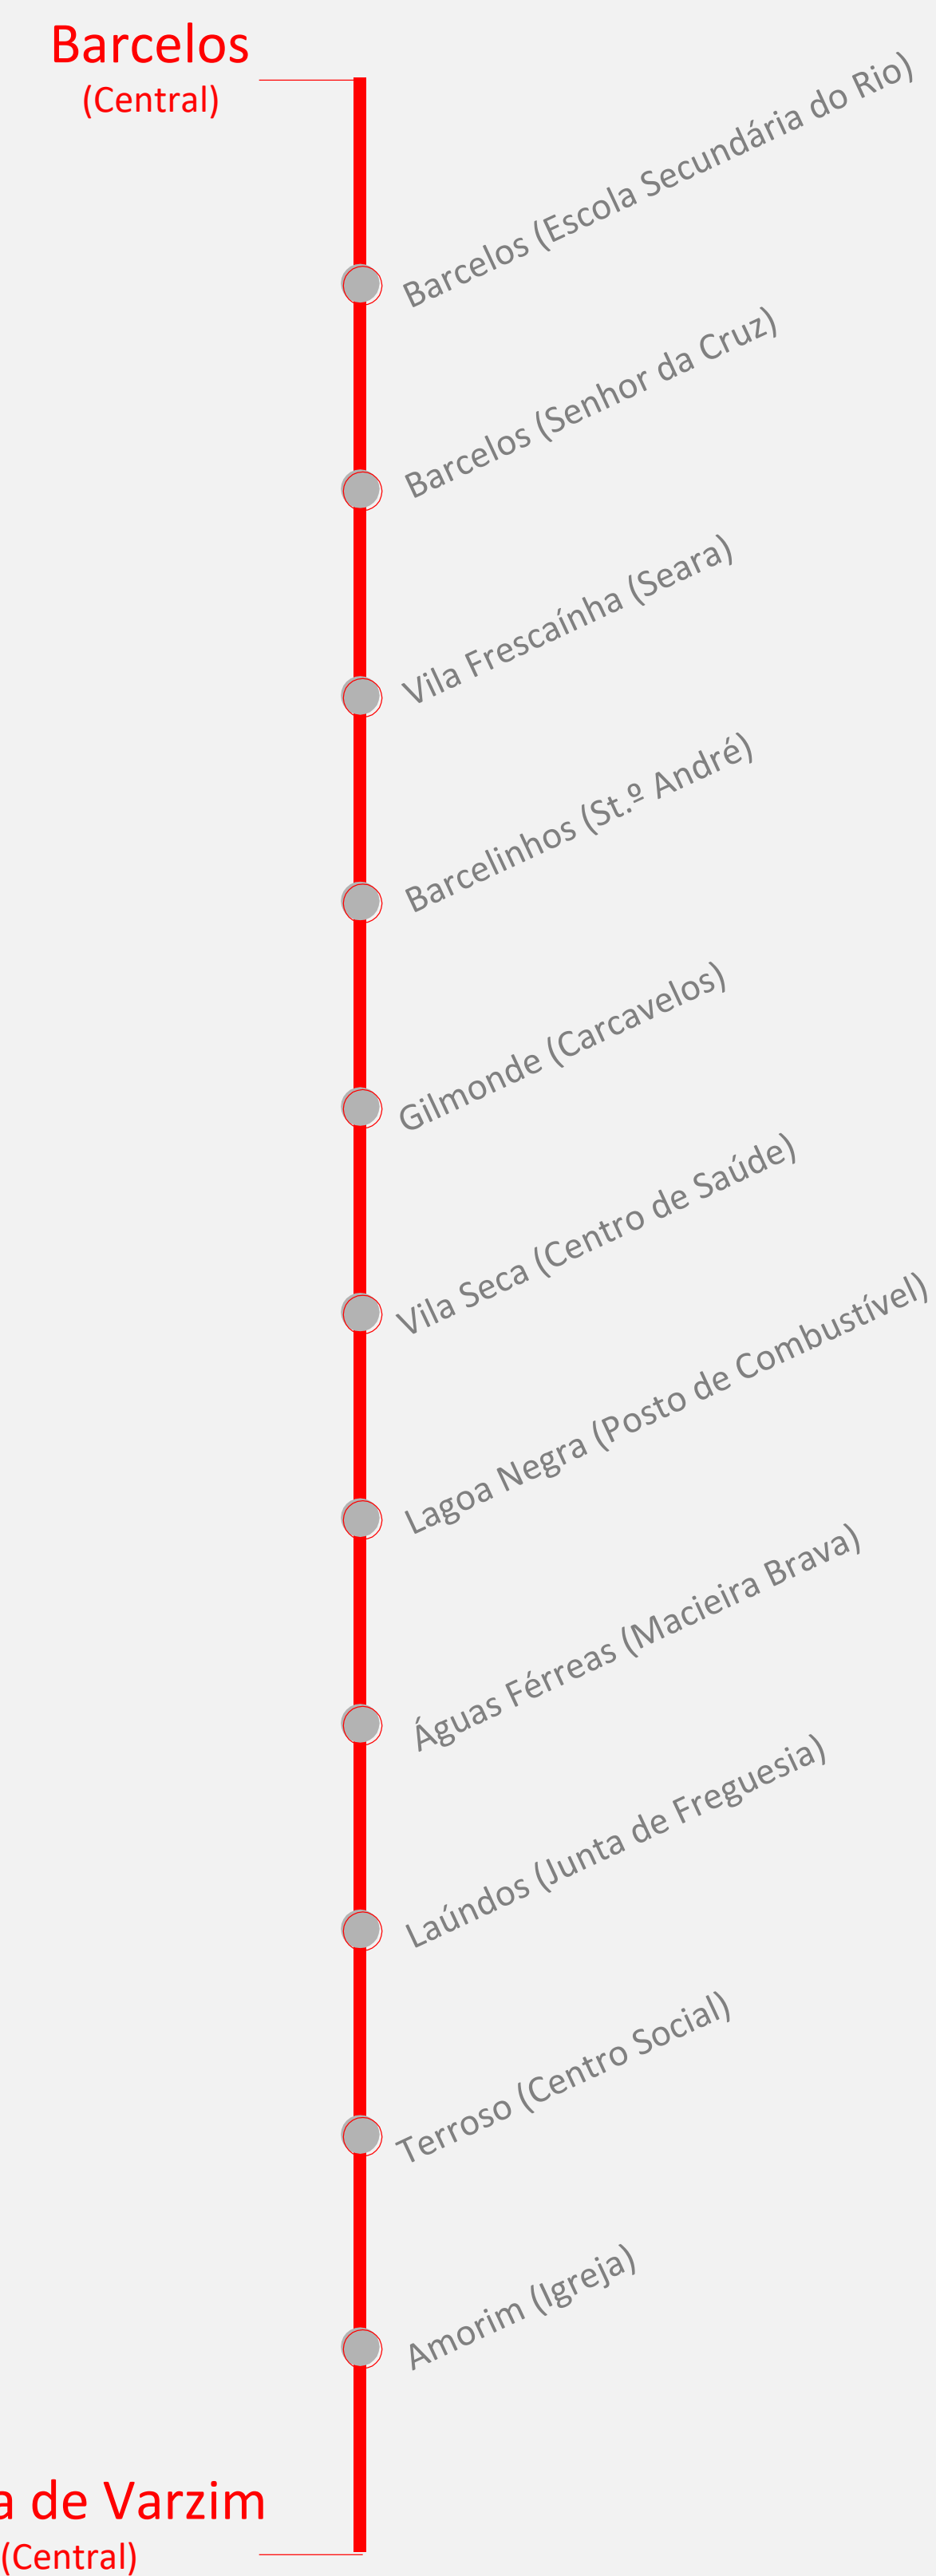 Barcelos
(Central)
Barcelos (Escola Secundária do Rio)
Barcelos (Senhor da Cruz)
Vila Frescaínha (Seara)
Barcelinhos (St.º André)
Gilmonde (Carcavelos)
Vila Seca (Centro de Saúde)
Lagoa Negra (Posto de Combustível)
Águas Férreas (Macieira Brava)
Laúndos (Junta de Freguesia)
Terroso (Centro Social)
Amorim (Igreja)
a de Varzim
(Central)